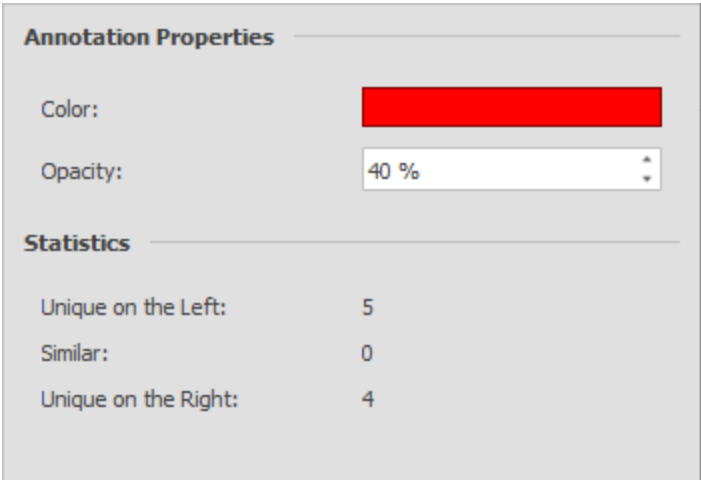 Annotation Properties
Color:
Opacity: 40 %
Statistics
Unique on the Left: 5
Similar: 0
Unique on the Right: 4